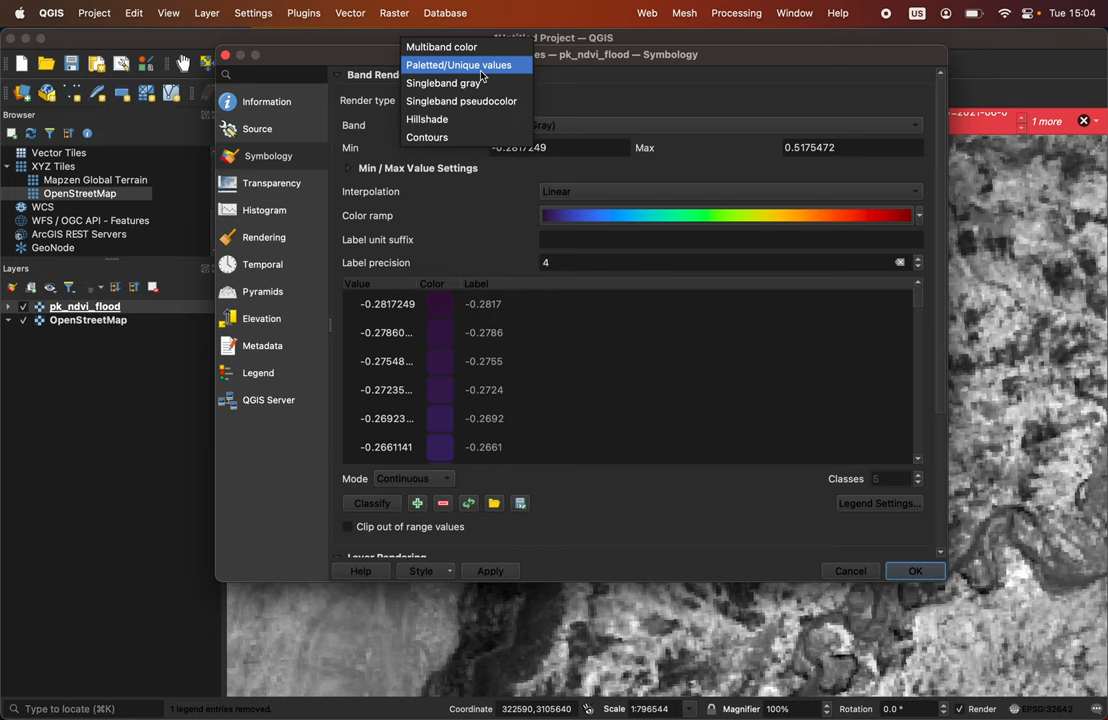 QGIS Project Edit View Layer Settings Plugins Vector Raster Database Web Mesh Processing Window Help US Tue 15:04
Project — QGIS
— pk_ndvi_flood — Symbology
Multiband color
Paletted/Unique values
Singleband gray
Singleband pseudocolor
Hillshade
Contours
Information
Source
Symbology
Transparency
Histogram
Rendering
Temporal
Pyramids
Elevation
Metadata
Legend
QGIS Server
Band
Render type
Band Gray)
Min -0.2817249 Max 0.5175472
Min / Max Value Settings
Interpolation Linear
Color ramp
Label unit suffix
Label precision 4
Value Color Label
-0.2817249 -0.2817
-0.27860... -0.2786
-0.27548... -0.2755
-0.27235... -0.2724
-0.26923... -0.2692
-0.2661141 -0.2661
Mode Continuous Classes 5
Classify Legend Settings...
Clip out of range values
Layer Rendering
Help Style Apply Cancel OK
1 more
Browser
Vector Tiles
XYZ Tiles
Mapzen Global Terrain
OpenStreetMap
WCS
WFS / OGC API - Features
ArcGIS REST Servers
GeoNode
Layers
pk_ndvi_flood
OpenStreetMap
Type to locate (⌘K) 1 legend entries removed. Coordinate 322590,3105640 Scale 1:796544 Magnifier 100% Rotation 0.0 ° Render EPSG:32642